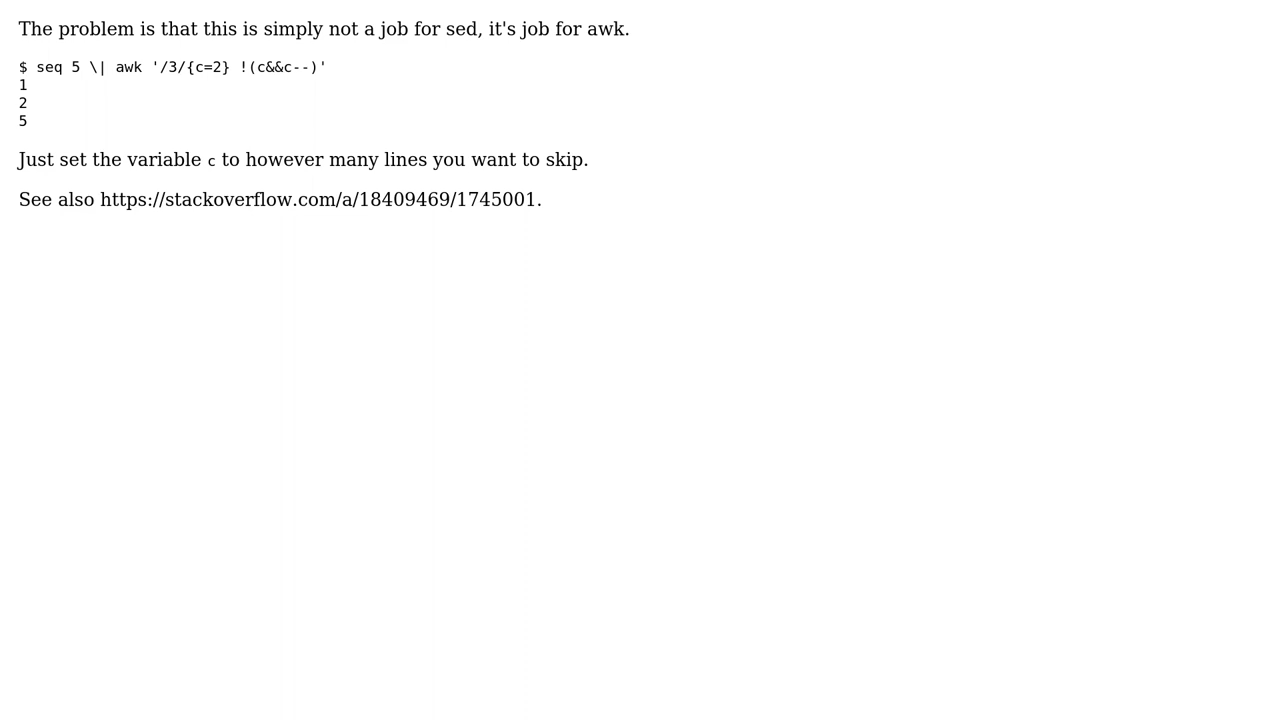 The problem is that this is simply not a job for sed, it's job for awk.
$ seq 5 \| awk '/3/{c=2} !(c&&c--)'
1
2
5
Just set the variable c to however many lines you want to skip.
See also https://stackoverflow.com/a/18409469/1745001.